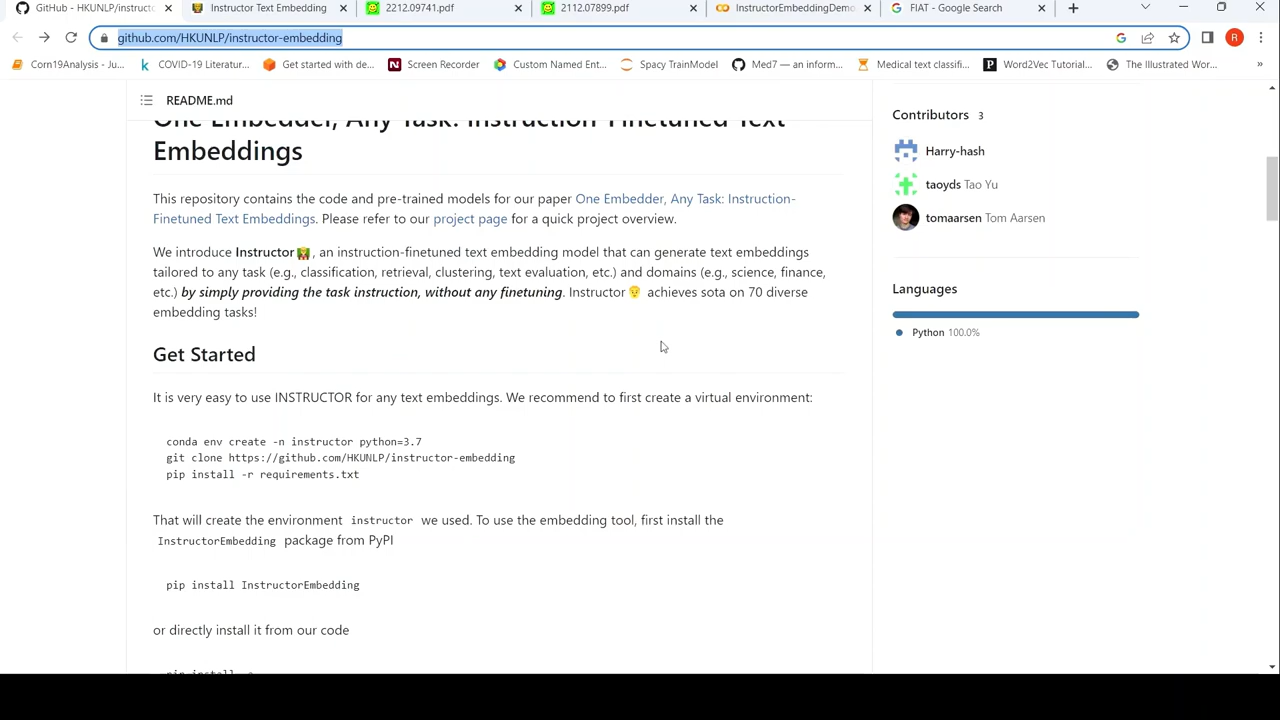 GitHub - HKUNLP/instruct
Instructor Text Embedding
2212.09741.pdf
2112.07899.pdf
InstructorEmbeddingDemo
FIAT - Google Search
github.com/HKUNLP/instructor-embedding
R
Corn19Analysis - Ju...
COVID-19 Literatur...
Get started with de...
Screen Recorder
Custom Named Ent...
Spacy TrainModel
Med7 — an inform...
Medical text classifi...
Word2Vec Tutorial...
The Illustrated Wor...
»
README.md
One Embedder, Any Task: Instruction-Finetuned Text
Embeddings
This repository contains the code and pre-trained models for our paper One Embedder, Any Task: Instruction-
Finetuned Text Embeddings. Please refer to our project page for a quick project overview.
We introduce Instructor, an instruction-finetuned text embedding model that can generate text embeddings
tailored to any task (e.g., classification, retrieval, clustering, text evaluation, etc.) and domains (e.g., science, finance,
etc.) by simply providing the task instruction, without any finetuning. Instructor achieves sota on 70 diverse
embedding tasks!
Get Started
It is very easy to use INSTRUCTOR for any text embeddings. We recommend to first create a virtual environment:
conda env create -n instructor python=3.7
git clone https://github.com/HKUNLP/instructor-embedding
pip install -r requirements.txt
That will create the environment instructor we used. To use the embedding tool, first install the
InstructorEmbedding package from PyPI
pip install InstructorEmbedding
or directly install it from our code
Contributors 3
Harry-hash
taoyds Tao Yu
tomaarsen Tom Aarsen
Languages
Python 100.0%